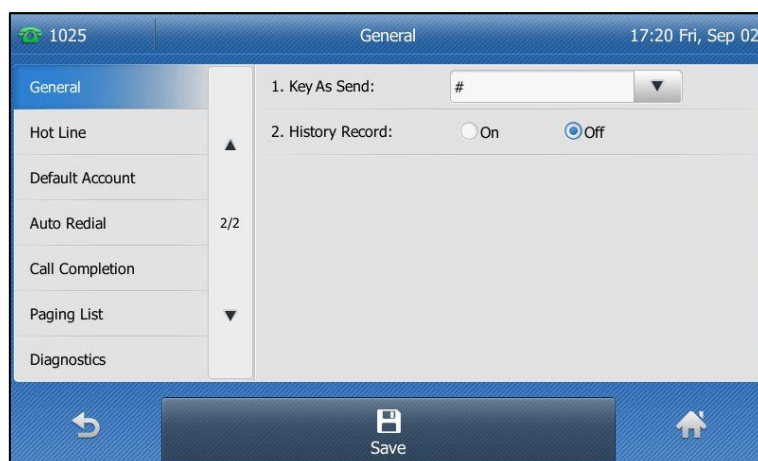 1025 General 17:20 Fri, Sep 02
General
Hot Line
Default Account
Auto Redial
Call Completion
Paging List
Diagnostics
2/2
1. Key As Send: #
2. History Record: On Off
Save